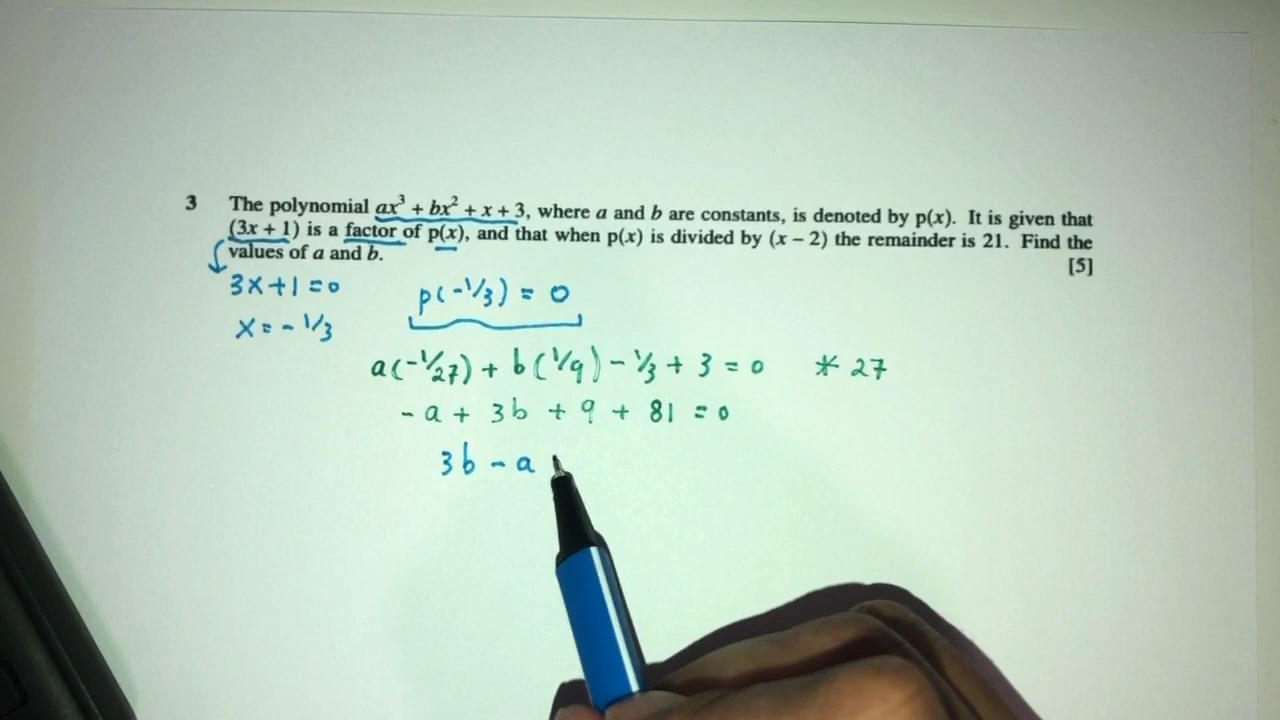 3 The polynomial ax³ + bx² + x + 3, where a and b are constants, is denoted by p(x). It is given that
(3x + 1) is a factor of p(x), and that when p(x) is divided by (x − 2) the remainder is 21. Find the
values of a and b. [5]
3x+1=0
p(-1/3) = 0
x = -1/3
a(-1/27) + b(1/9) - 1/3 + 3 = 0 * 27
-a + 3b + 9 + 81 = 0
3b - a